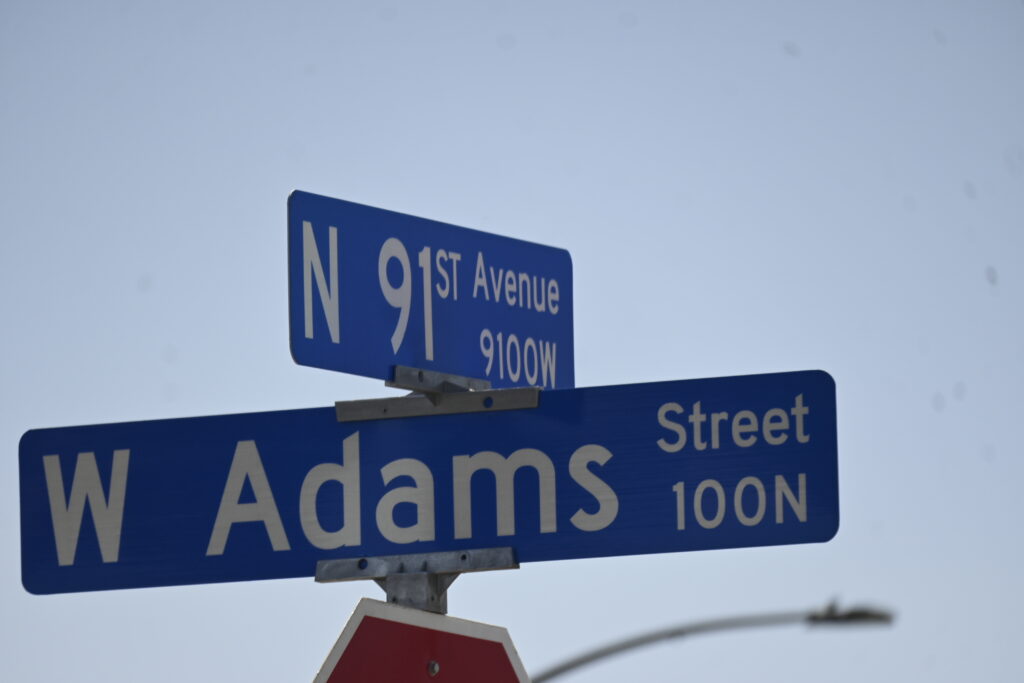 N 91ST Avenue
9100W
W Adams Street
100N